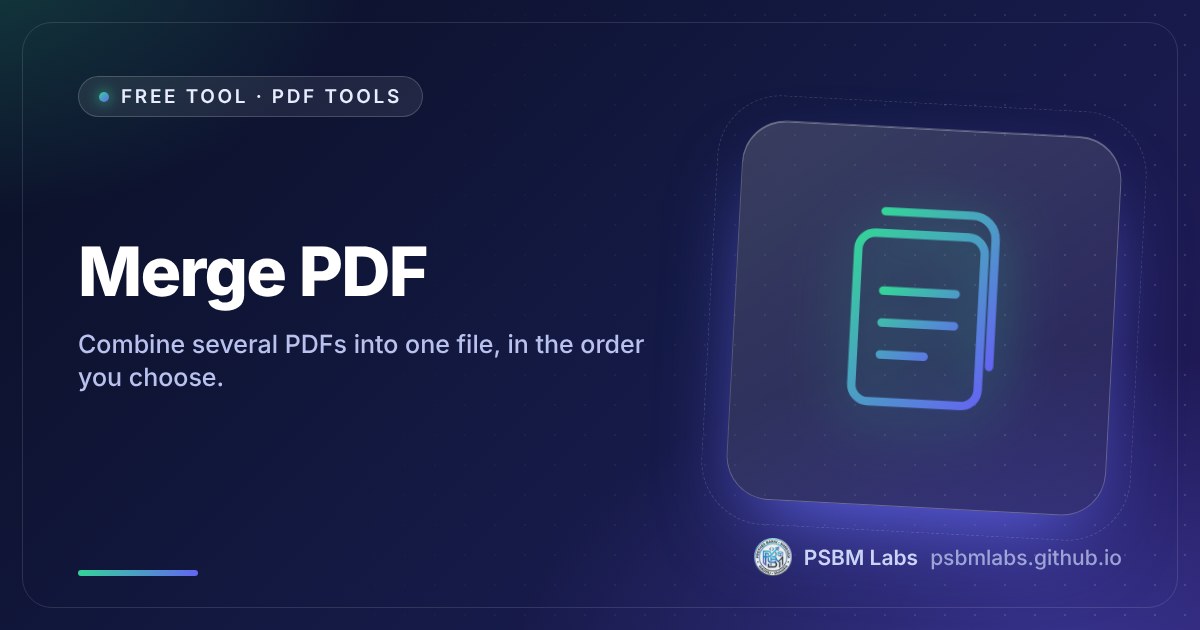 FREE TOOL · PDF TOOLS
Merge PDF
Combine several PDFs into one file, in the order
you choose.
PSBM Labs psbmlabs.github.io